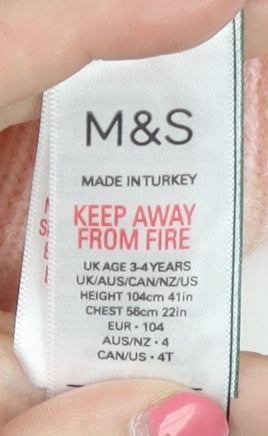 M&S
MADE IN TURKEY
KEEP AWAY
FROM FIRE
UK AGE 3-4 YEARS
UK/AUS/CAN/NZ/US
HEIGHT 104cm 41in
CHEST 56cm 22in
EUR • 104
AUS/NZ • 4
CAN/US • 4T